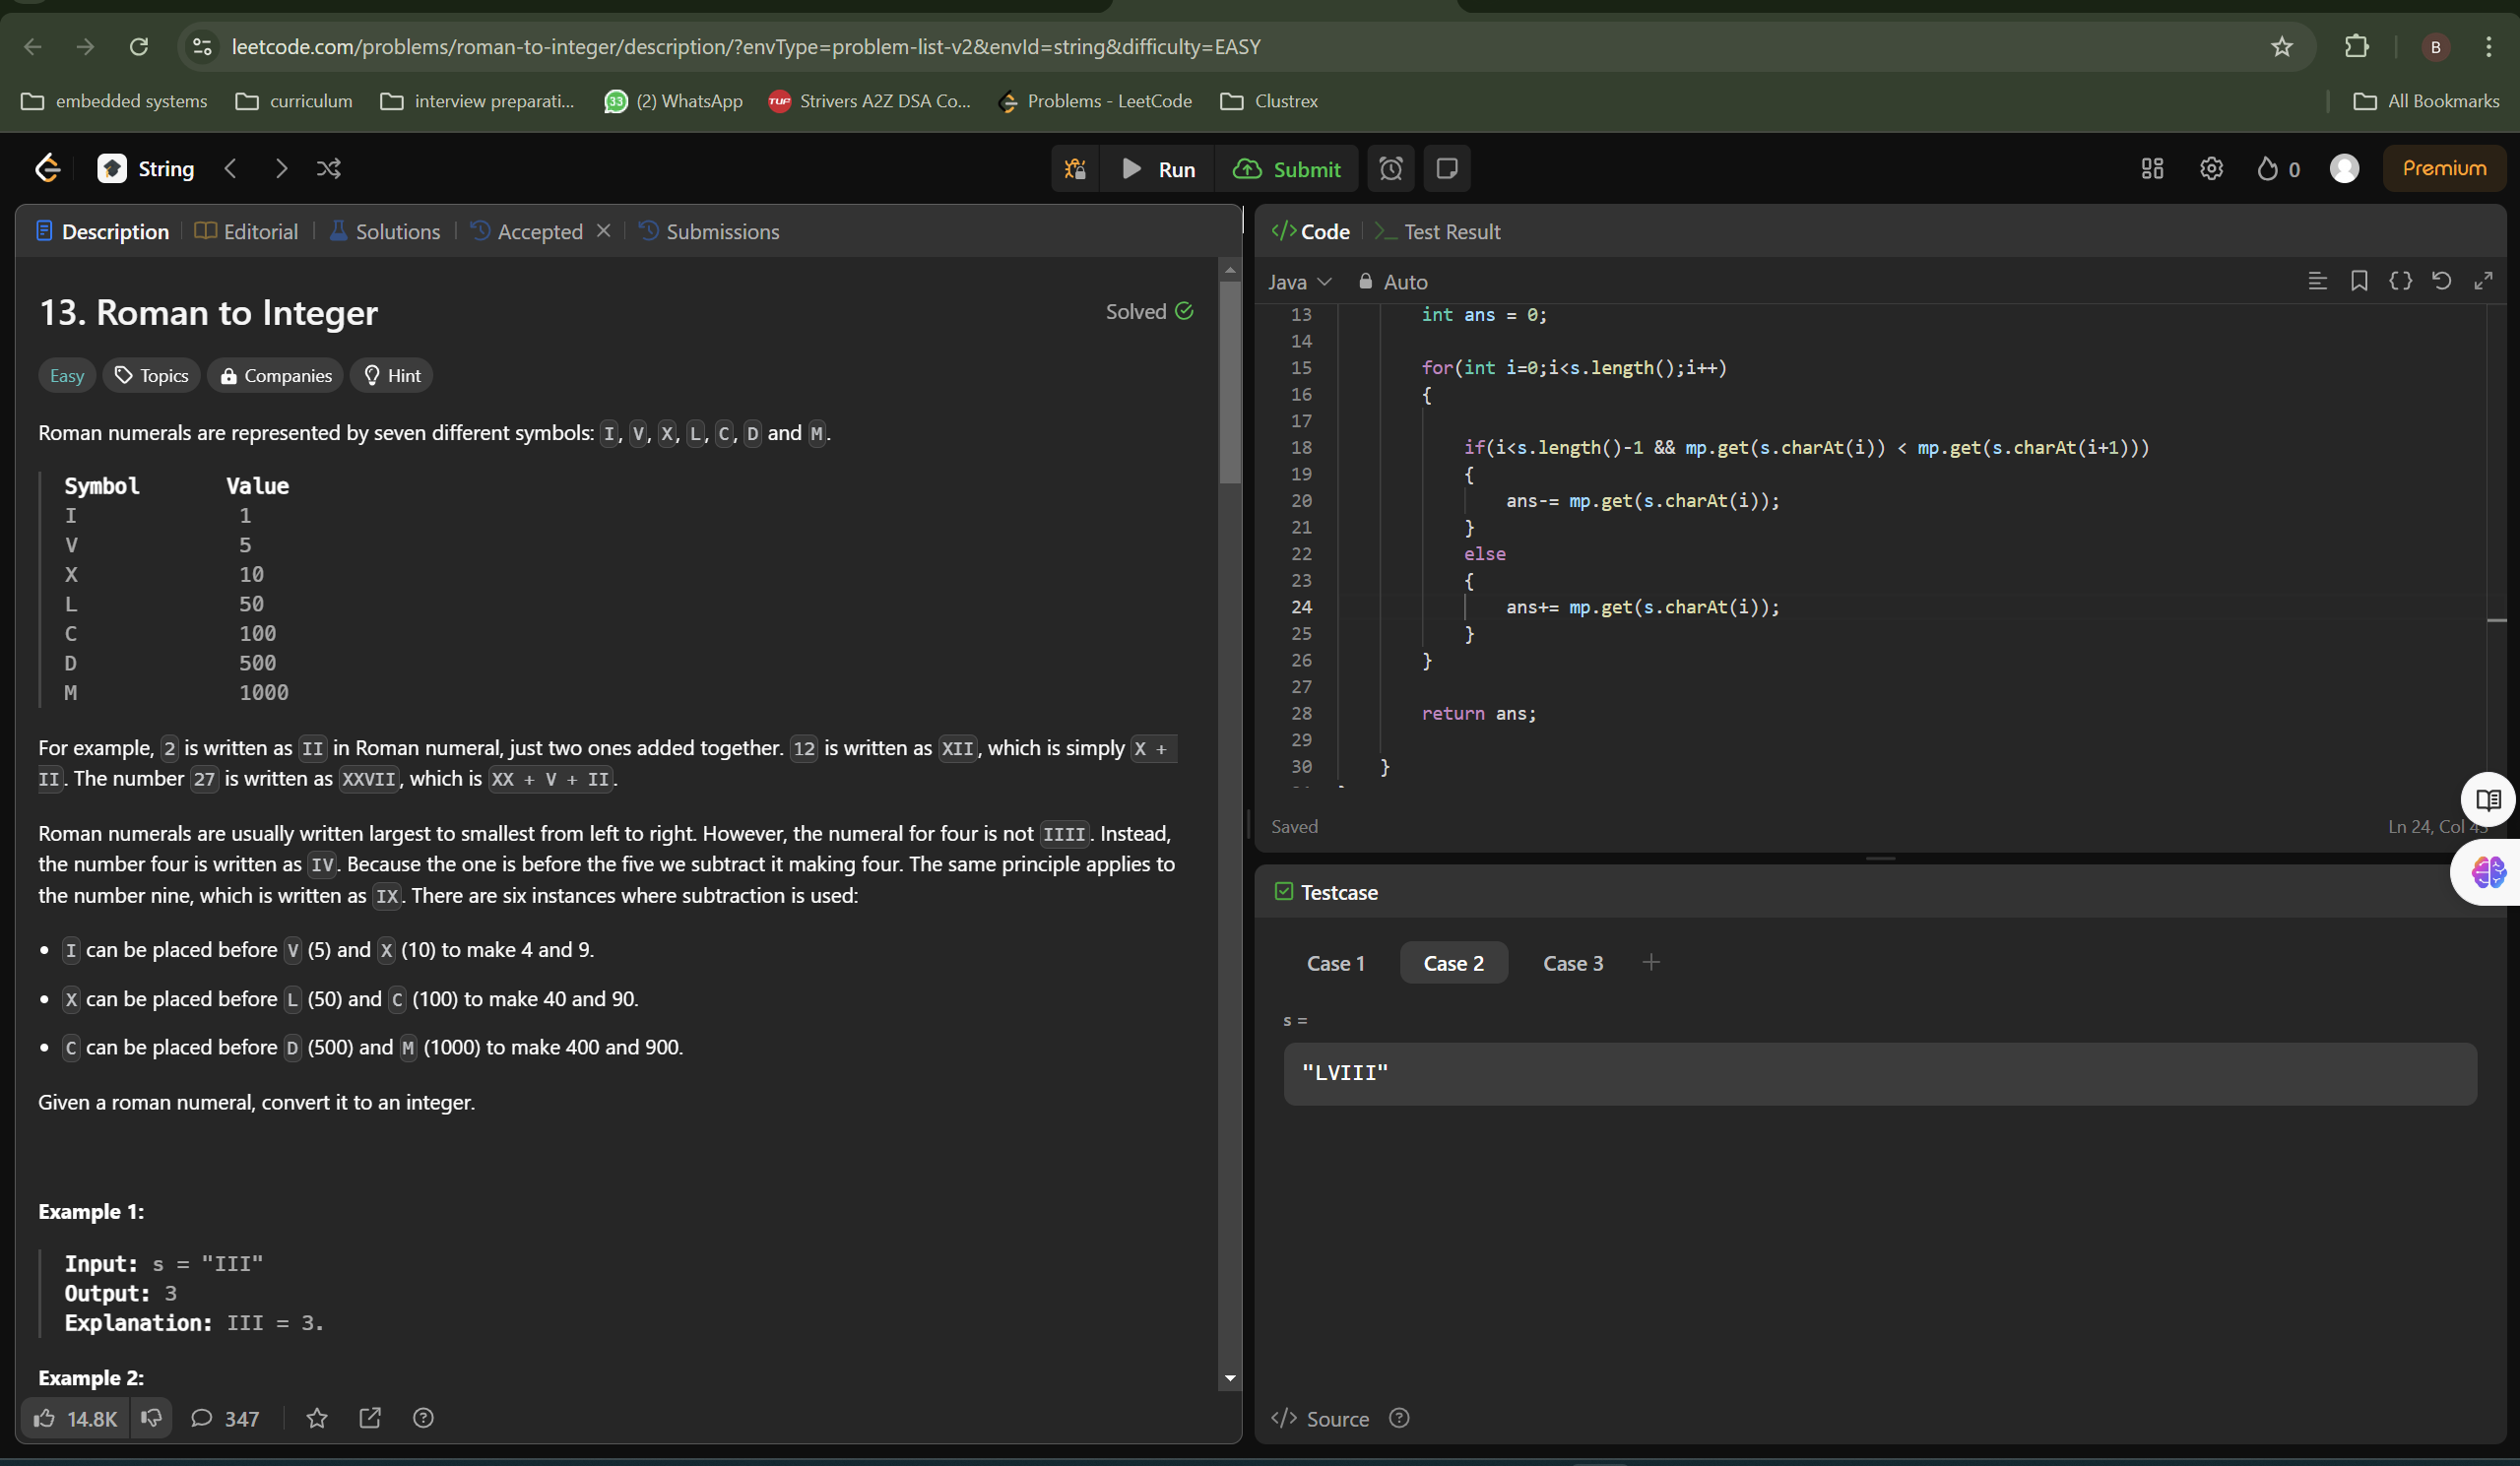 leetcode.com/problems/roman-to-integer/description/?envType=problem-list-v2&envId=string&difficulty=EASY
B
embedded systems
curriculum
interview preparati...
33
(2) WhatsApp
TUF
Strivers A2Z DSA Co...
Problems - LeetCode
Clustrex
All Bookmarks
String
Run
Submit
0
Premium
Description
Editorial
Solutions
Accepted
Submissions
13. Roman to Integer
Solved
Easy
Topics
Companies
Hint
Roman numerals are represented by seven different symbols: I, V, X, L, C, D and M.
Symbol Value
I 1
V 5
X 10
L 50
C 100
D 500
M 1000
For example, 2 is written as II in Roman numeral, just two ones added together. 12 is written as XII, which is simply X +
II. The number 27 is written as XXVII, which is XX + V + II.
Roman numerals are usually written largest to smallest from left to right. However, the numeral for four is not IIII. Instead,
the number four is written as IV. Because the one is before the five we subtract it making four. The same principle applies to
the number nine, which is written as IX. There are six instances where subtraction is used:
• I can be placed before V (5) and X (10) to make 4 and 9.
• X can be placed before L (50) and C (100) to make 40 and 90.
• C can be placed before D (500) and M (1000) to make 400 and 900.
Given a roman numeral, convert it to an integer.
Example 1:
Input: s = "III"
Output: 3
Explanation: III = 3.
Example 2:
14.8K
347
</> Code
Test Result
Java
Auto
13 int ans = 0;
14
15 for(int i=0;i<s.length();i++)
16 {
17
18 if(i<s.length()-1 && mp.get(s.charAt(i)) < mp.get(s.charAt(i+1)))
19 {
20 ans-= mp.get(s.charAt(i));
21 }
22 else
23 {
24 ans+= mp.get(s.charAt(i));
25 }
26 }
27
28 return ans;
29
30 }
Saved
Ln 24, Col
Testcase
Case 1
Case 2
Case 3
+
s =
"LVIII"
</> Source